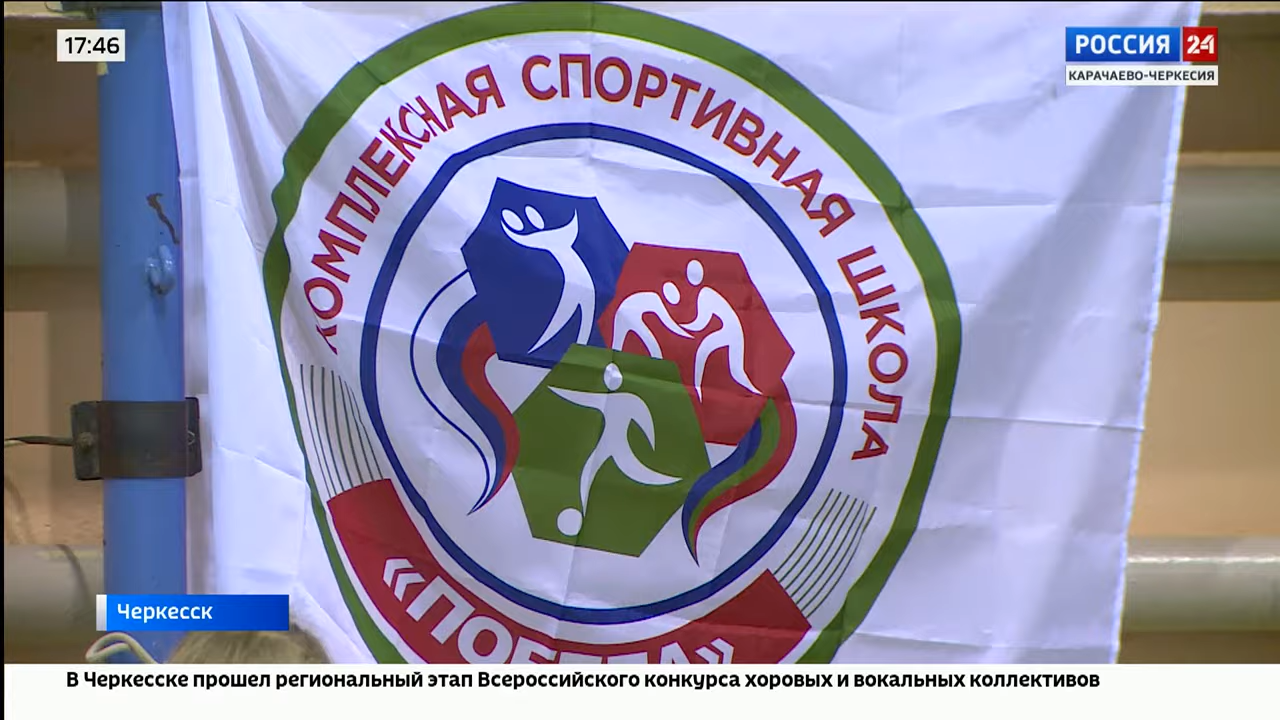 17:46
РОССИЯ 24
КАРАЧАЕВО-ЧЕРКЕСИЯ
КОМПЛЕКСНАЯ СПОРТИВНАЯ ШКОЛА
«ПОБЕДА»
Черкесск
В Черкесске прошел региональный этап Всероссийского конкурса хоровых и вокальных коллективов